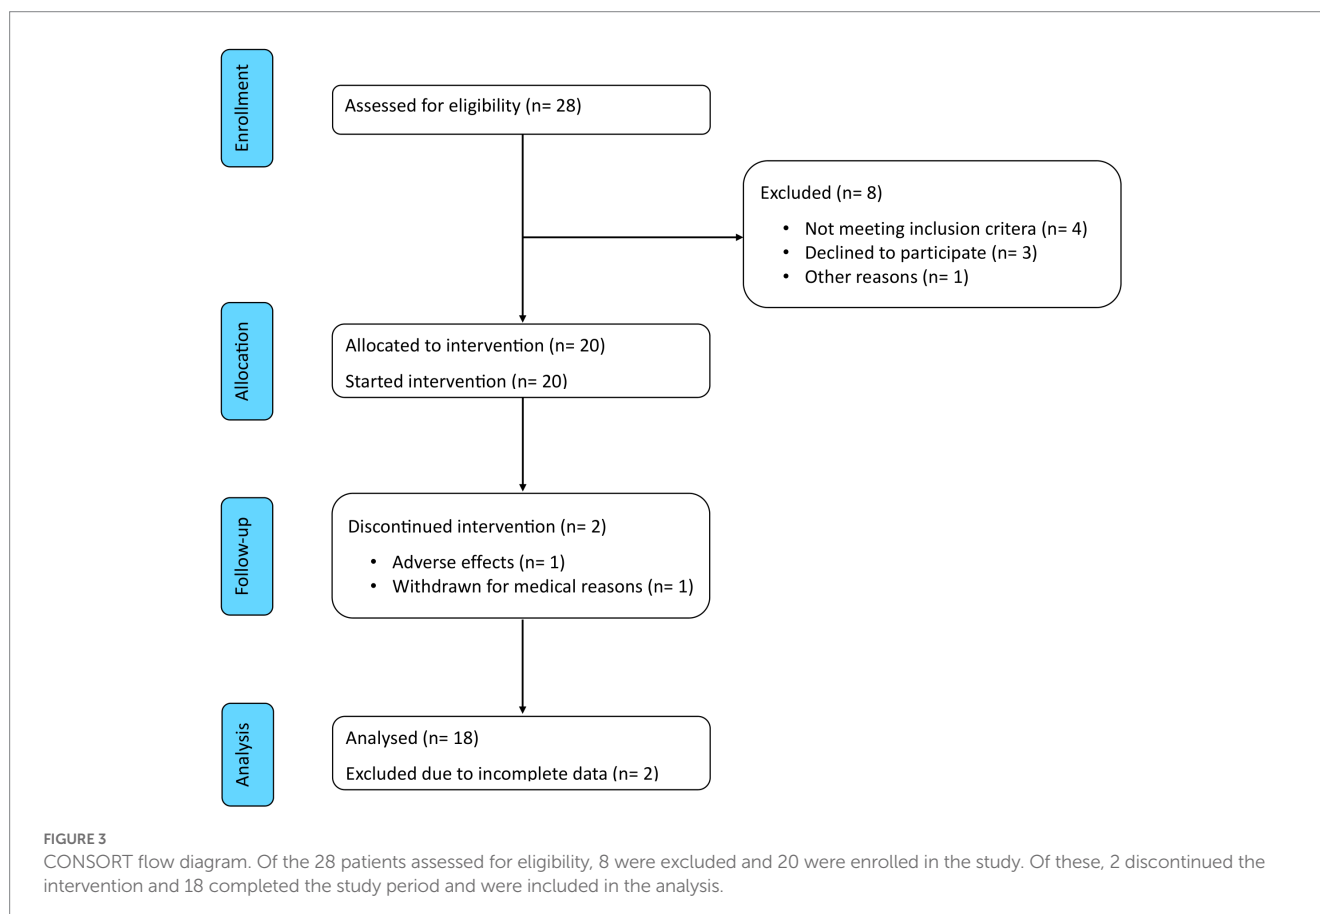 Enrollment
Assessed for eligibility (n= 28)
Excluded (n= 8)
• Not meeting inclusion critera (n= 4)
• Declined to participate (n= 3)
• Other reasons (n= 1)
Allocation
Allocated to intervention (n= 20)
Started intervention (n= 20)
Follow-up
Discontinued intervention (n= 2)
• Adverse effects (n= 1)
• Withdrawn for medical reasons (n= 1)
Analysis
Analysed (n= 18)
Excluded due to incomplete data (n= 2)
FIGURE 3
CONSORT flow diagram. Of the 28 patients assessed for eligibility, 8 were excluded and 20 were enrolled in the study. Of these, 2 discontinued the
intervention and 18 completed the study period and were included in the analysis.